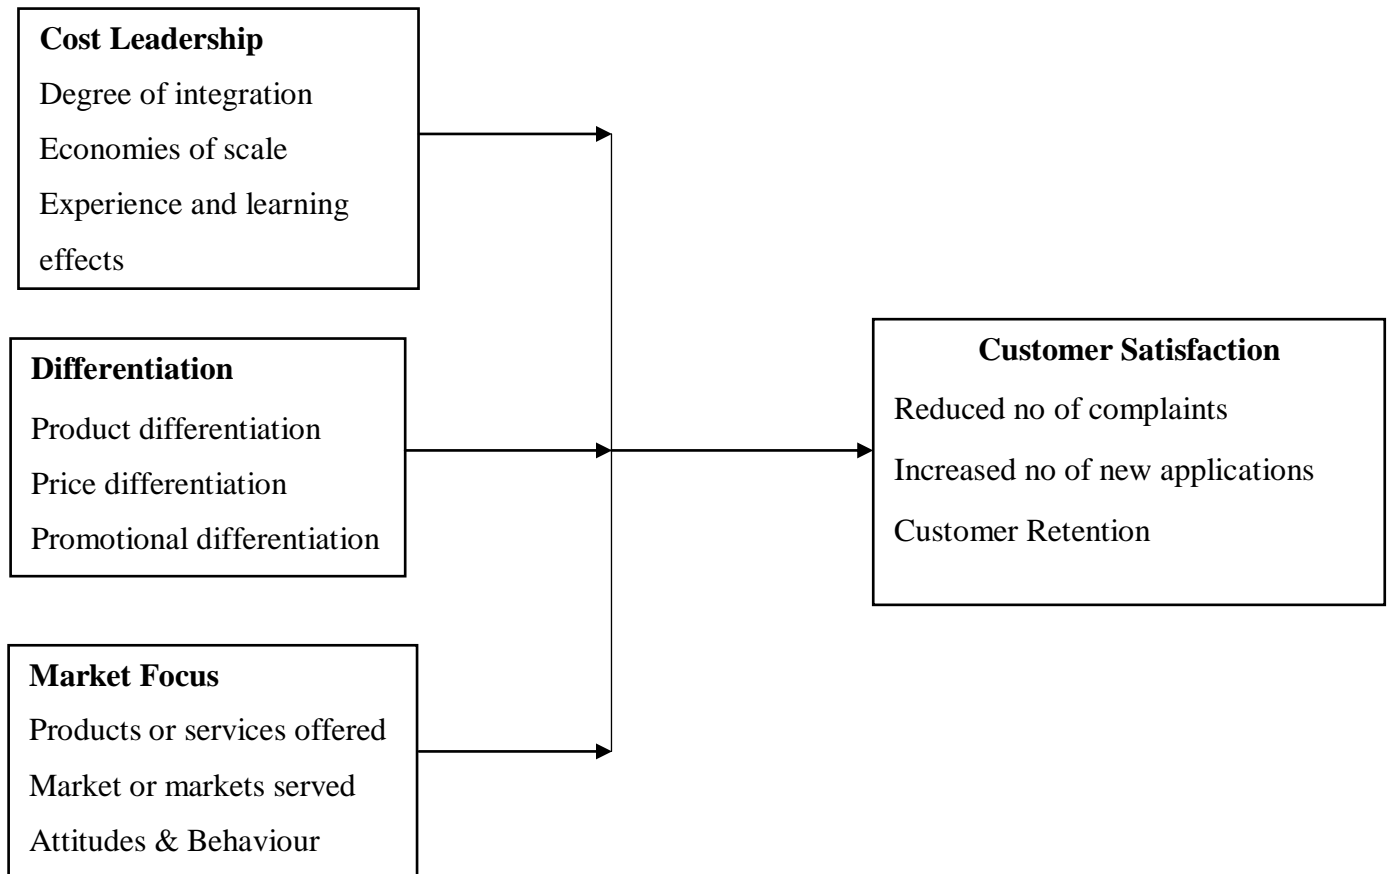 Cost Leadership
Degree of integration
Economies of scale
Experience and learning
effects
Differentiation
Product differentiation
Price differentiation
Promotional differentiation
Market Focus
Products or services offered
Market or markets served
Attitudes & Behaviour
Customer Satisfaction
Reduced no of complaints
Increased no of new applications
Customer Retention